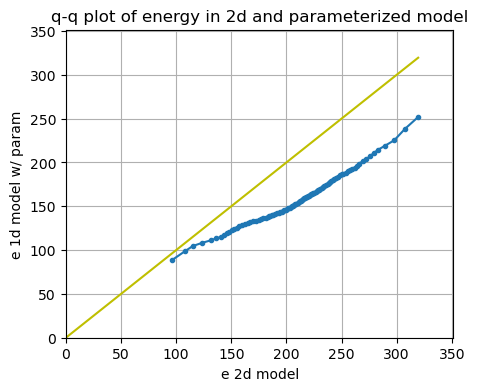 q-q plot of energy in 2d and parameterized model
350
300
250
200
150
100
50
0
e 1d model w/ param
0 50 100 150 200 250 300 350
e 2d model